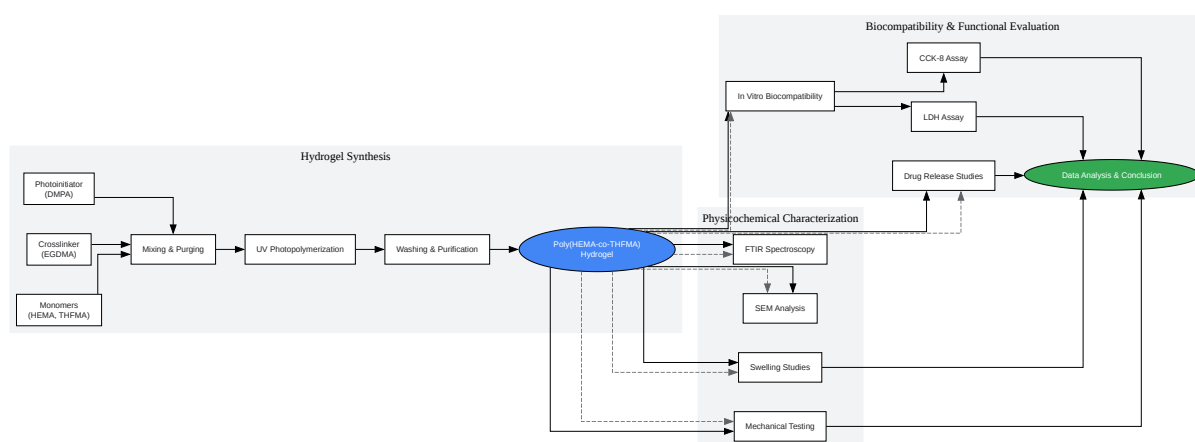 Biocompatibility & Functional Evaluation
CCK-8 Assay
In Vitro Biocompatibility
LDH Assay
Drug Release Studies
Data Analysis & Conclusion
Hydrogel Synthesis
Photoinitiator
(DMPA)
Crosslinker
(EGDMA)
Monomers
(HEMA, THFMA)
Mixing & Purging
UV Photopolymerization
Washing & Purification
Poly(HEMA-co-THFMA)
Hydrogel
Physicochemical Characterization
FTIR Spectroscopy
SEM Analysis
Swelling Studies
Mechanical Testing